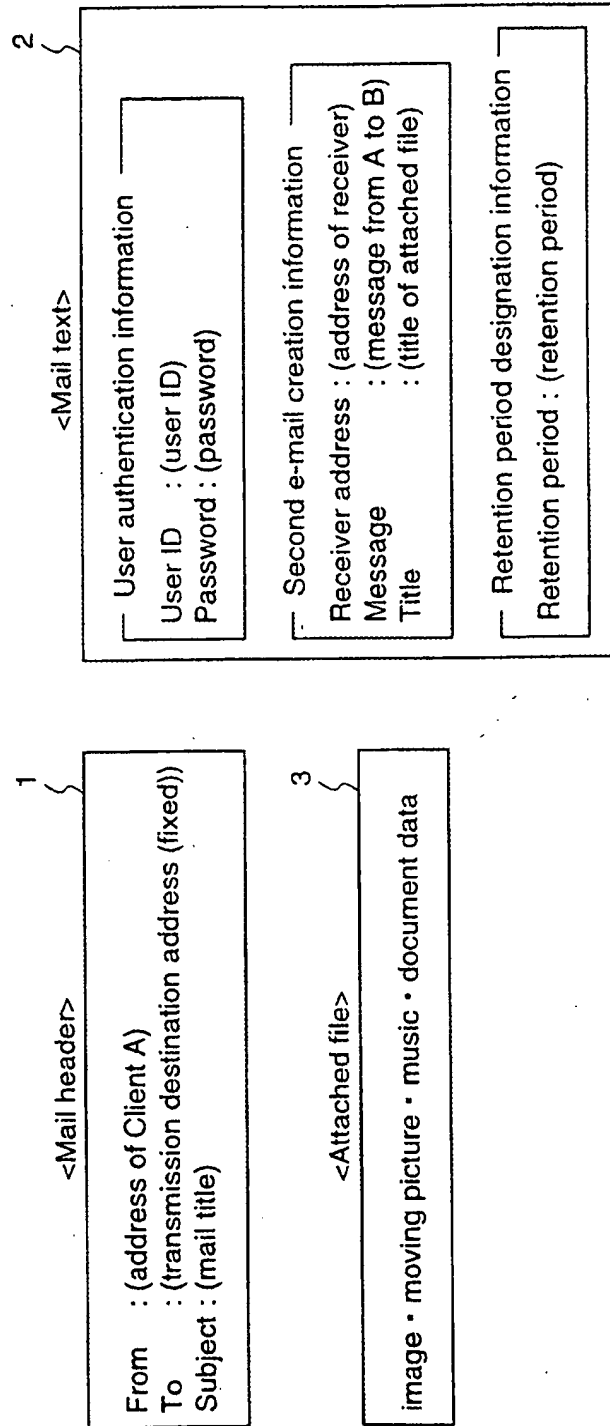 <Mail header>
1
From : (address of Client A)
To : (transmission destination address (fixed))
Subject : (mail title)
<Attached file>
3
image・moving picture・music・document data
<Mail text>
2
User authentication information
User ID : (user ID)
Password : (password)
Second e-mail creation information
Receiver address : (address of receiver)
Message : (message from A to B)
Title : (title of attached file)
Retention period designation information
Retention period : (retention period)